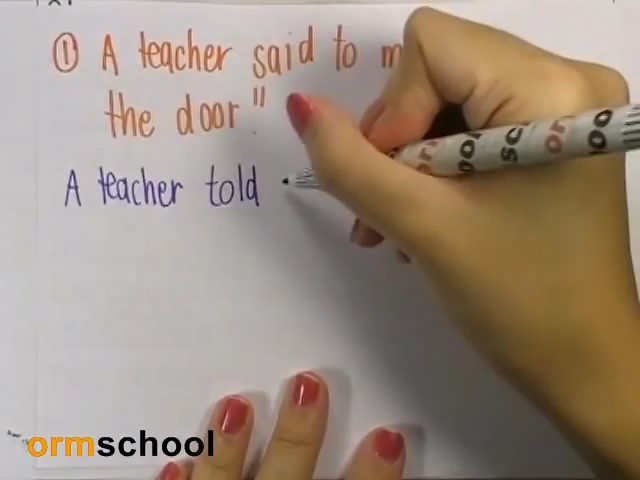 ① A teacher said to m
the door"
A teacher told
ormschool